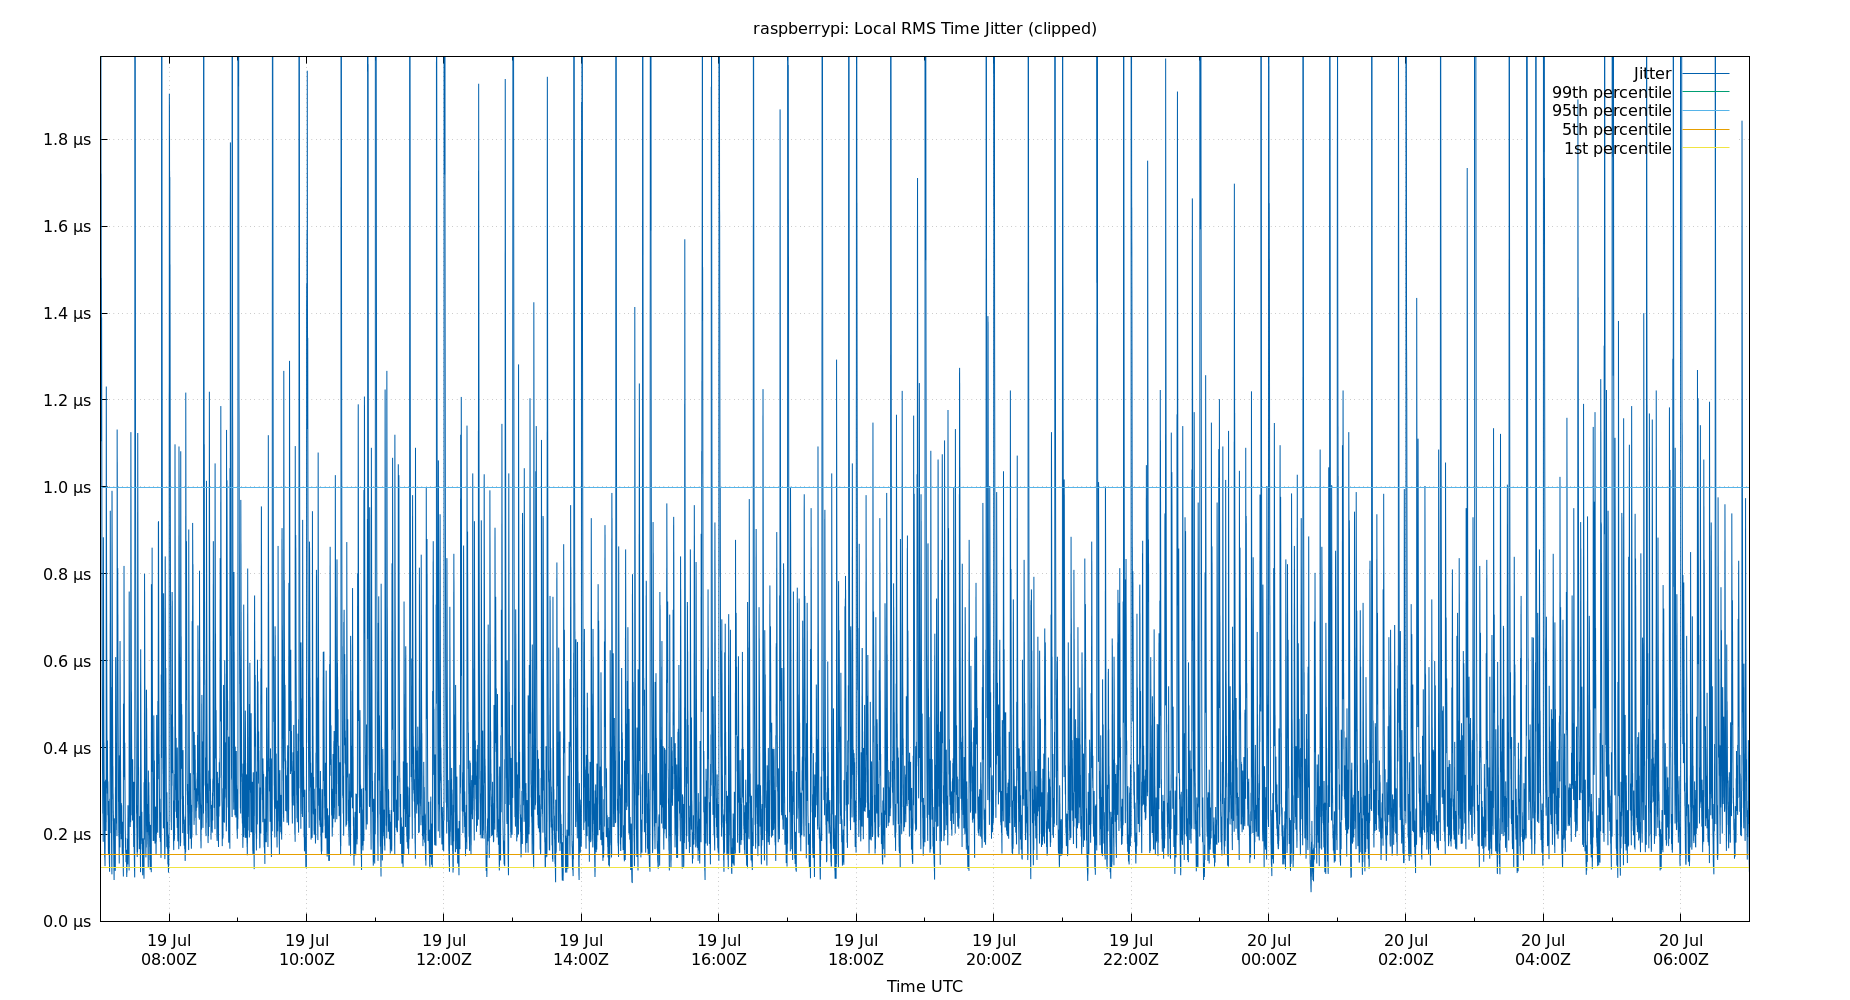 raspberrypi: Local RMS Time Jitter (clipped)
Jitter
99th percentile
95th percentile
5th percentile
1st percentile
1.8 µs
1.6 µs
1.4 µs
1.2 µs
1.0 µs
0.8 µs
0.6 µs
0.4 µs
0.2 µs
0.0 µs
19 Jul 19 Jul 19 Jul 19 Jul 19 Jul 19 Jul 19 Jul 19 Jul 20 Jul 20 Jul 20 Jul 20 Jul
08:00Z 10:00Z 12:00Z 14:00Z 16:00Z 18:00Z 20:00Z 22:00Z 00:00Z 02:00Z 04:00Z 06:00Z
Time UTC